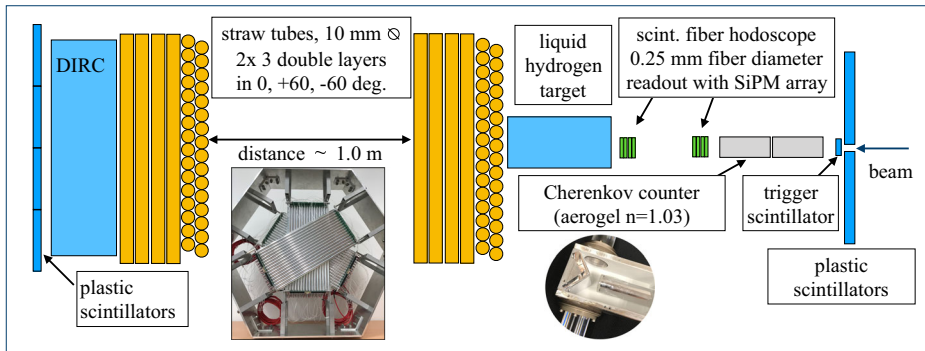 DIRC
straw tubes, 10 mm ⌀
2x 3 double layers
in 0, +60, -60 deg.
liquid
hydrogen
target
scint. fiber hodoscope
0.25 mm fiber diameter
readout with SiPM array
distance ~ 1.0 m
beam
Cherenkov counter
(aerogel n=1.03)
trigger
scintillator
plastic
scintillators
plastic
scintillators